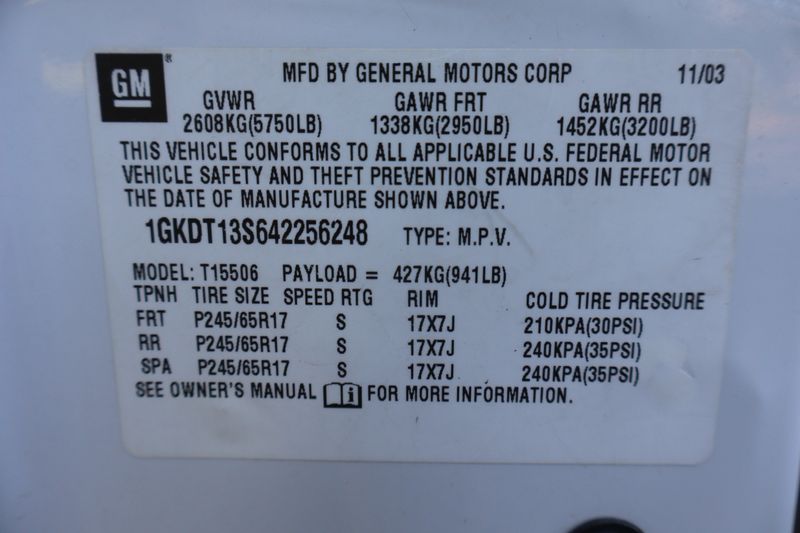 GM ®
MFD BY GENERAL MOTORS CORP 11/03
GVWR GAWR FRT GAWR RR
2608KG(5750LB) 1338KG(2950LB) 1452KG(3200LB)
THIS VEHICLE CONFORMS TO ALL APPLICABLE U.S. FEDERAL MOTOR
VEHICLE SAFETY AND THEFT PREVENTION STANDARDS IN EFFECT ON
THE DATE OF MANUFACTURE SHOWN ABOVE.
1GKDT13S642256248 TYPE: M.P.V.
MODEL: T15506 PAYLOAD = 427KG(941LB)
TPNH TIRE SIZE SPEED RTG RIM COLD TIRE PRESSURE
FRT P245/65R17 S 17X7J 210KPA(30PSI)
RR P245/65R17 S 17X7J 240KPA(35PSI)
SPA P245/65R17 S 17X7J 240KPA(35PSI)
SEE OWNER'S MANUAL i FOR MORE INFORMATION.